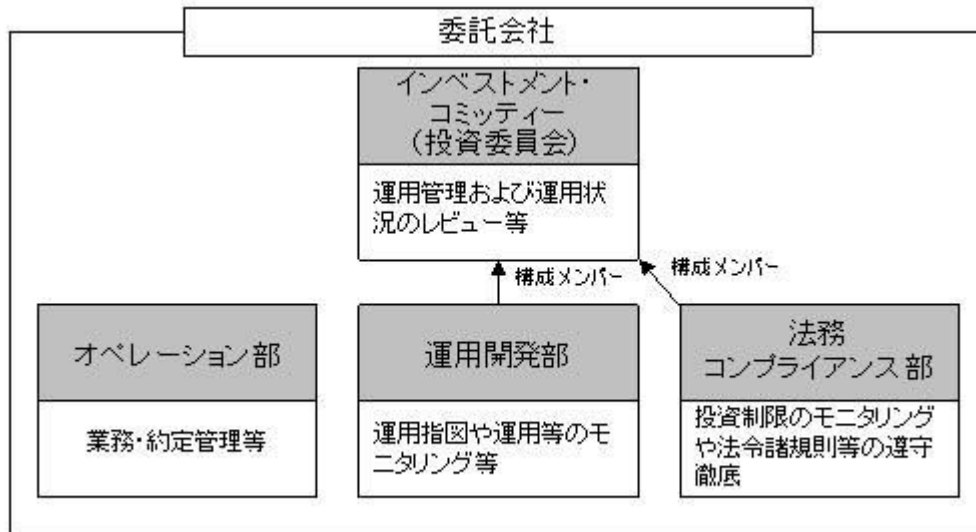 委託会社
インベストメント・
コミッティー
(投資委員会)
運用管理および運用状
況のレビュー等
構成メンバー
構成メンバー
オペレーション部
業務・約定管理等
運用開発部
運用指図や運用等のモ
ニタリング等
法務
コンプライアンス部
投資制限のモニタリング
や法令諸規則等の遵守
徹底